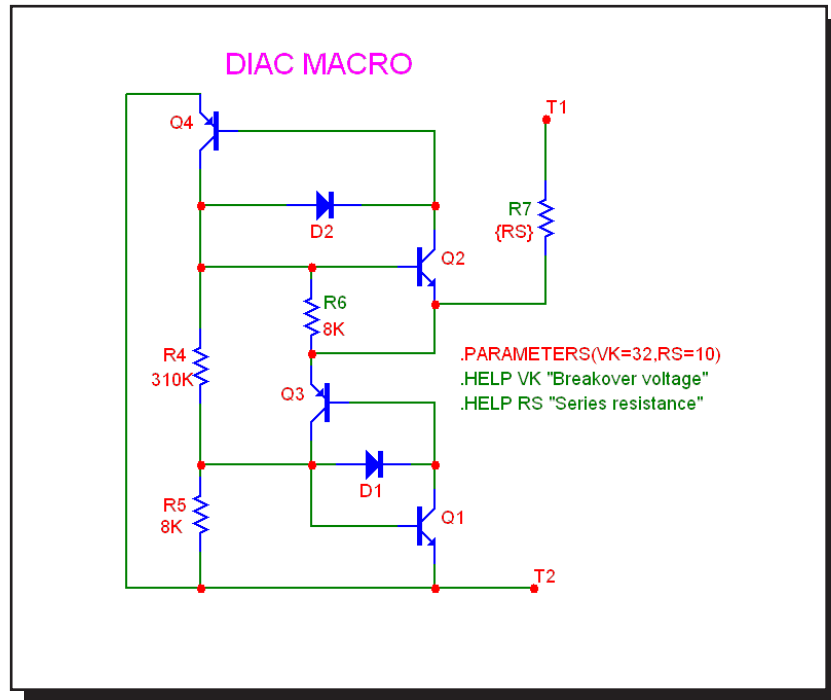 DIAC MACRO
T1
Q4
R7
{RS}
D2
Q2
R6
8K
R4
310K
.PARAMETERS(VK=32,RS=10)
.HELP VK "Breakover voltage"
.HELP RS "Series resistance"
Q3
D1
R5
8K
Q1
T2